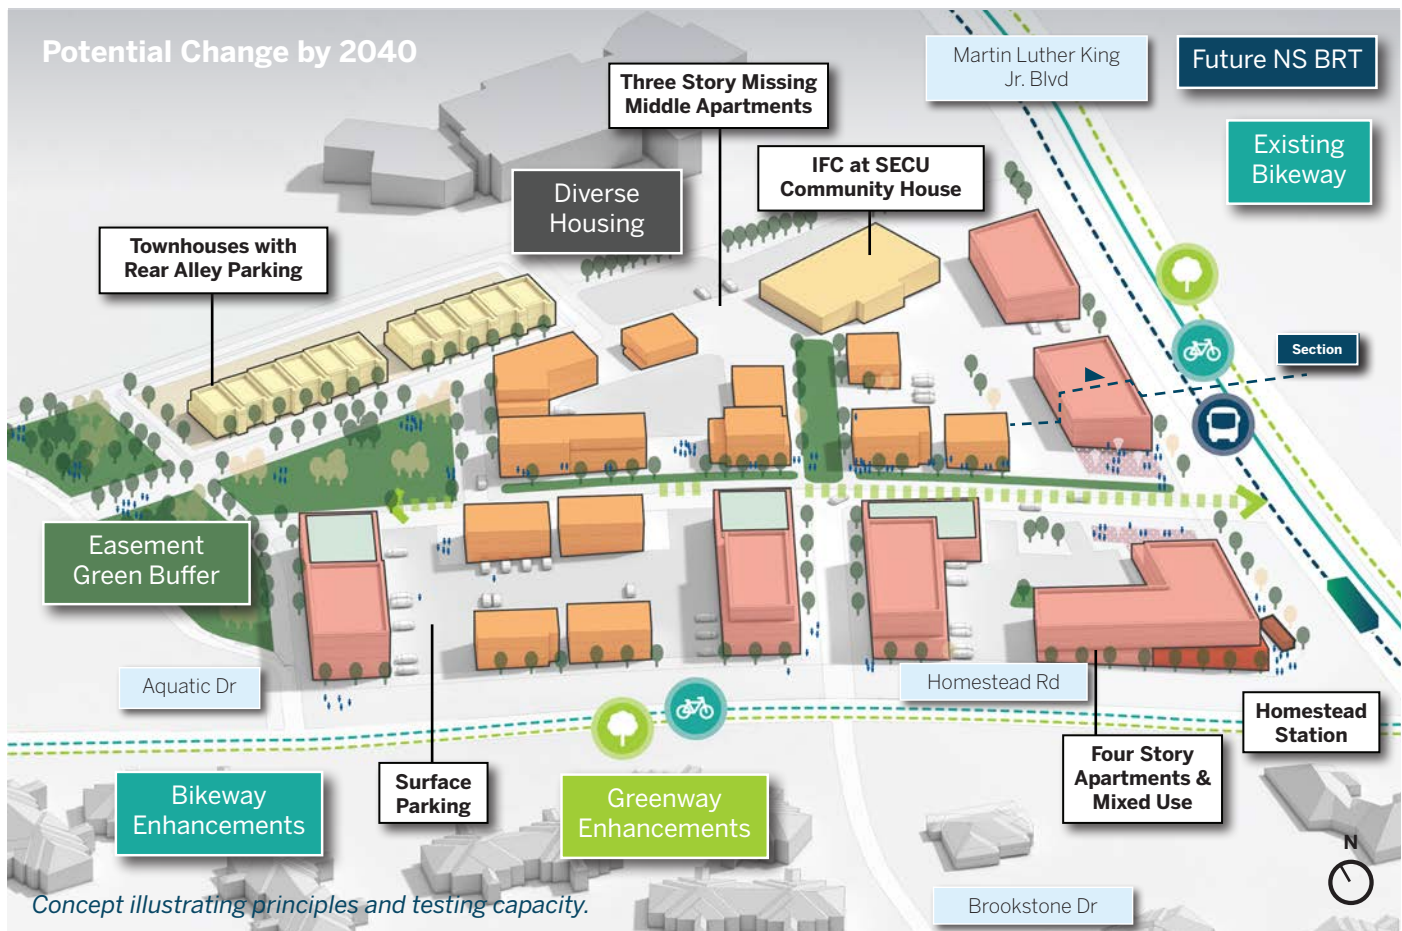 Potential Change by 2040
Martin Luther King
Jr. Blvd
Future NS BRT
Three Story Missing
Middle Apartments
Existing
Bikeway
IFC at SECU
Community House
Diverse
Housing
Townhouses with
Rear Alley Parking
Section
Easement
Green Buffer
Aquatic Dr
Homestead Rd
Homestead
Station
Four Story
Apartments &
Mixed Use
Surface
Parking
Bikeway
Enhancements
Greenway
Enhancements
N
Concept illustrating principles and testing capacity.
Brookstone Dr